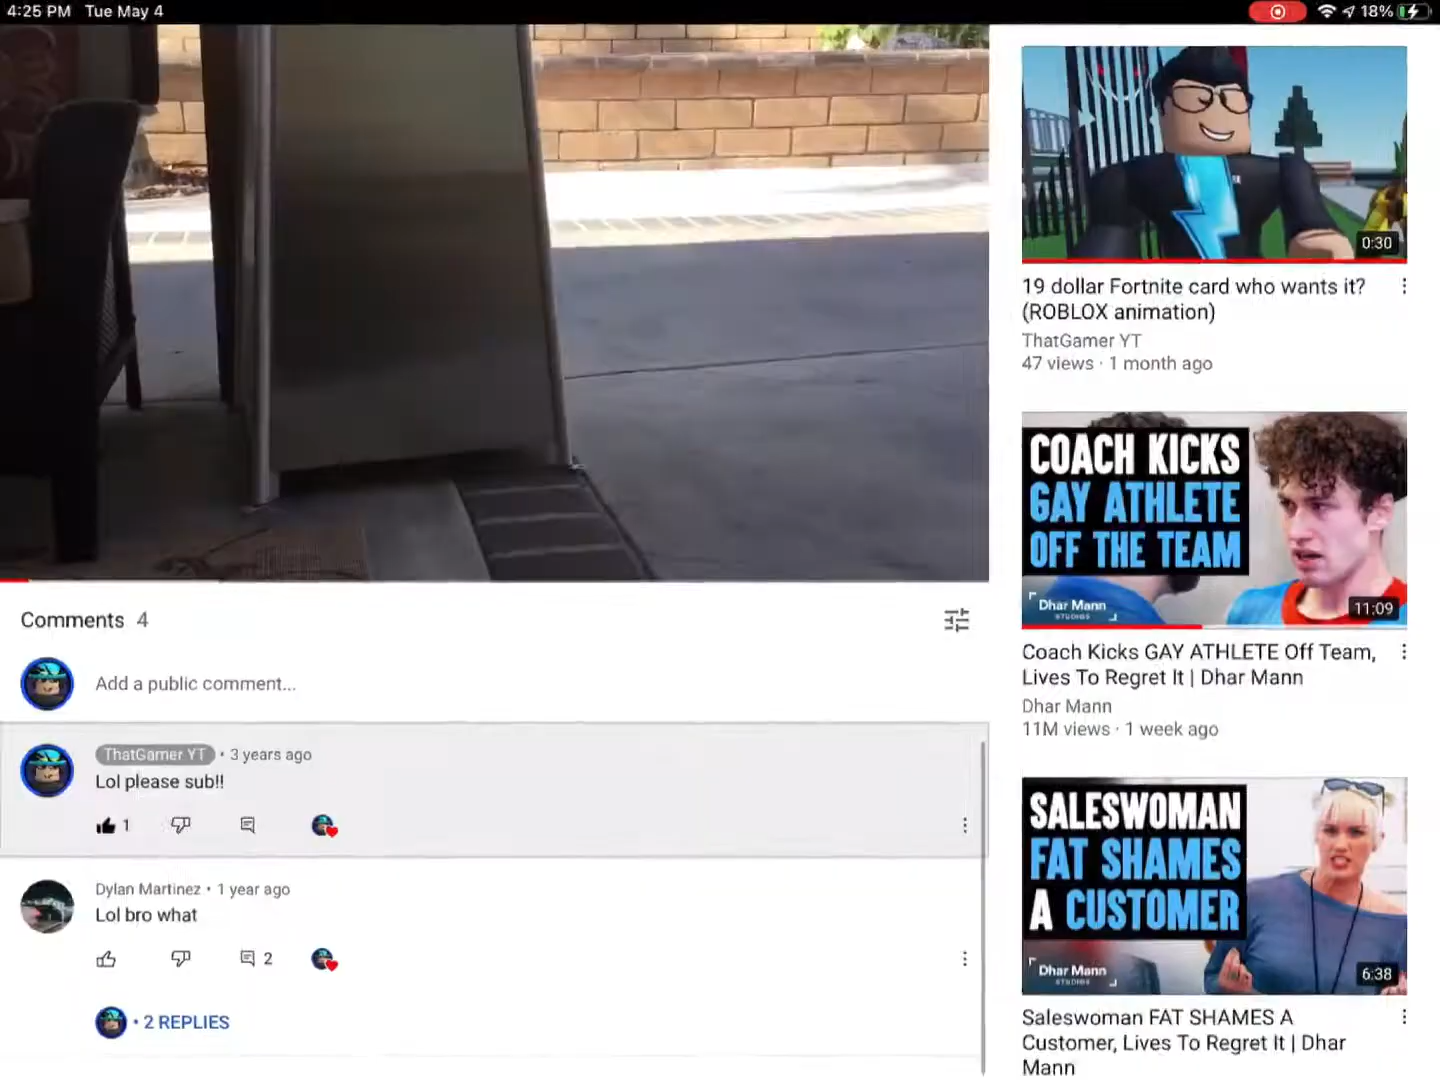 4:25 PM Tue May 4
18%
0:30
19 dollar Fortnite card who wants it?
(ROBLOX animation)
ThatGamer YT
47 views · 1 month ago
COACH KICKS
GAY ATHLETE
OFF THE TEAM
Dhar Mann
STUDIOS
11:09
Coach Kicks GAY ATHLETE Off Team,
Lives To Regret It | Dhar Mann
Dhar Mann
11M views · 1 week ago
SALESWOMAN
FAT SHAMES
A CUSTOMER
Dhar Mann
STUDIOS
6:38
Saleswoman FAT SHAMES A
Customer, Lives To Regret It | Dhar
Mann
Comments 4
Add a public comment...
ThatGamer YT · 3 years ago
Lol please sub!!
1
Dylan Martinez · 1 year ago
Lol bro what
2
· 2 REPLIES